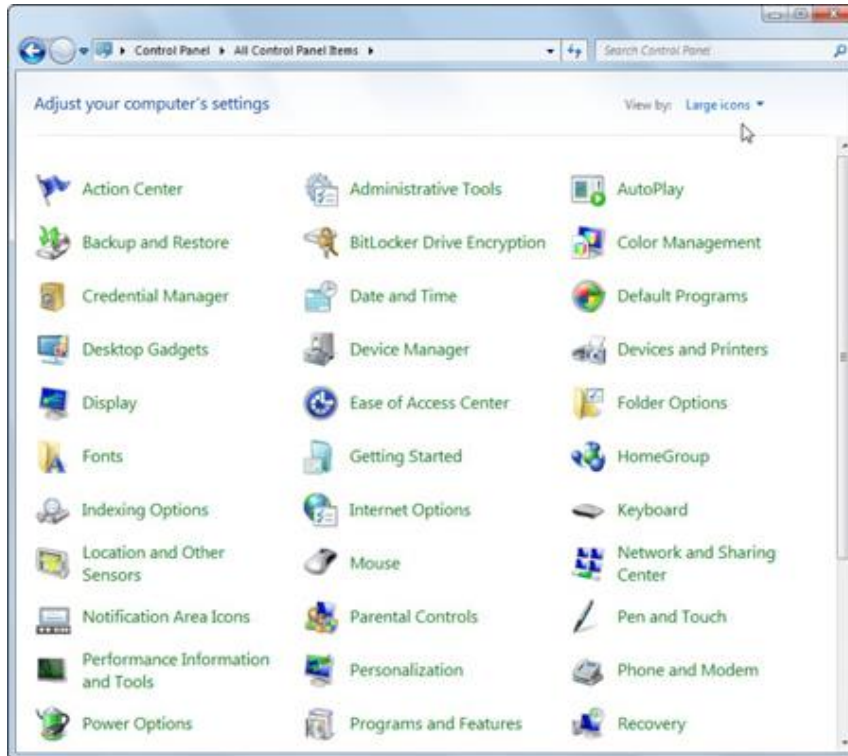 Control Panel All Control Panel Items Search Control Panel
Adjust your computer's settings View by: Large icons
Action Center Administrative Tools AutoPlay
Backup and Restore BitLocker Drive Encryption Color Management
Credential Manager Date and Time Default Programs
Desktop Gadgets Device Manager Devices and Printers
Display Ease of Access Center Folder Options
Fonts Getting Started HomeGroup
Indexing Options Internet Options Keyboard
Location and Other
Sensors
Mouse
Network and Sharing
Center
Notification Area Icons Parental Controls Pen and Touch
Performance Information
and Tools
Personalization Phone and Modem
Power Options Programs and Features Recovery